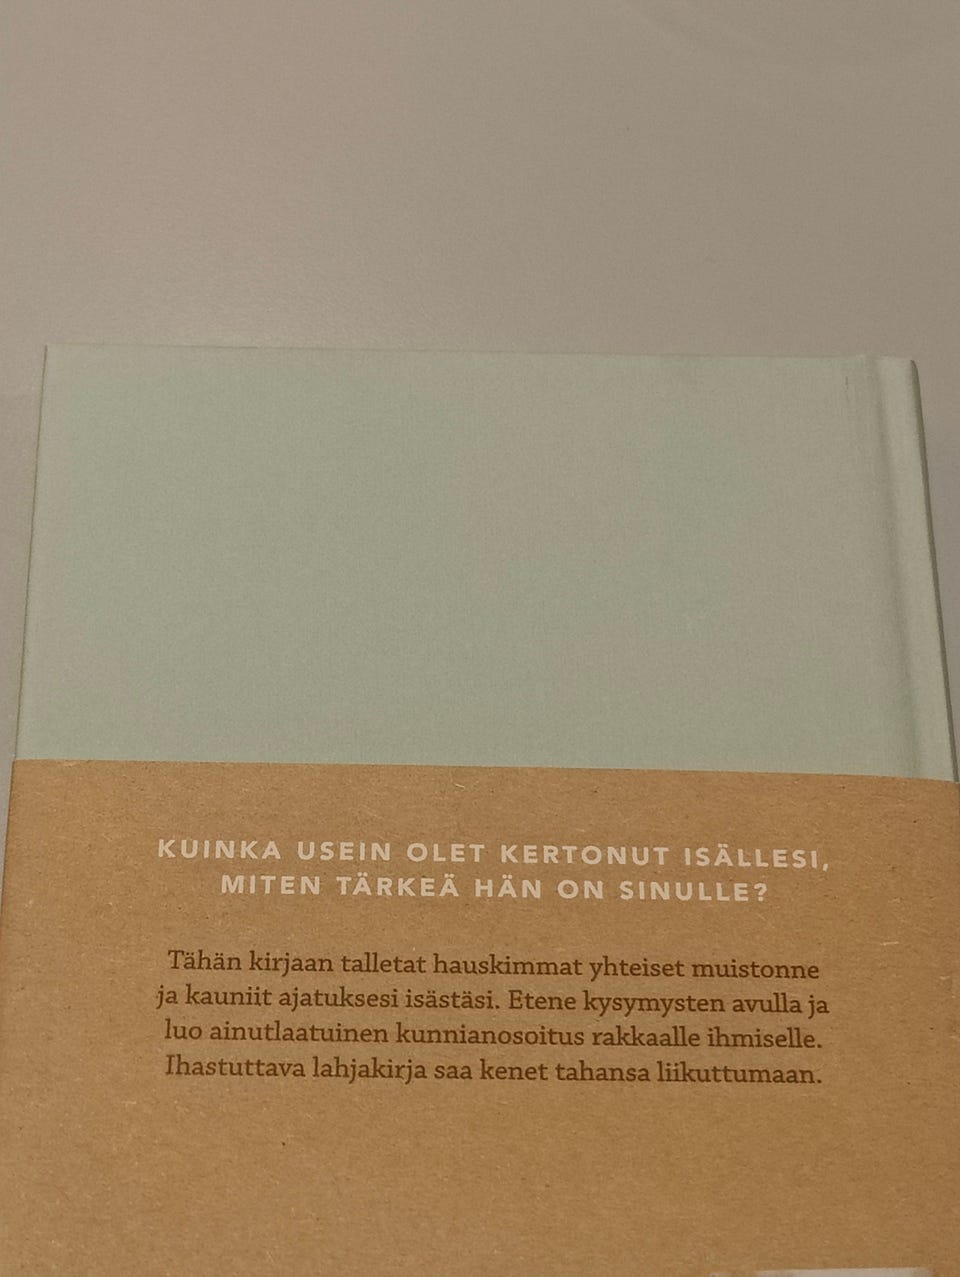 KUINKA USEIN OLET KERTONUT ISÄLLESI,
MITEN TÄRKEÄ HÄN ON SINULLE?
Tähän kirjaan talletat hauskimmat yhteiset muistonne
ja kauniit ajatuksesi isästäsi. Etene kysymysten avulla ja
luo ainutlaatuinen kunnianosoitus rakkaalle ihmiselle.
Ihastuttava lahjakirja saa kenet tahansa liikuttumaan.